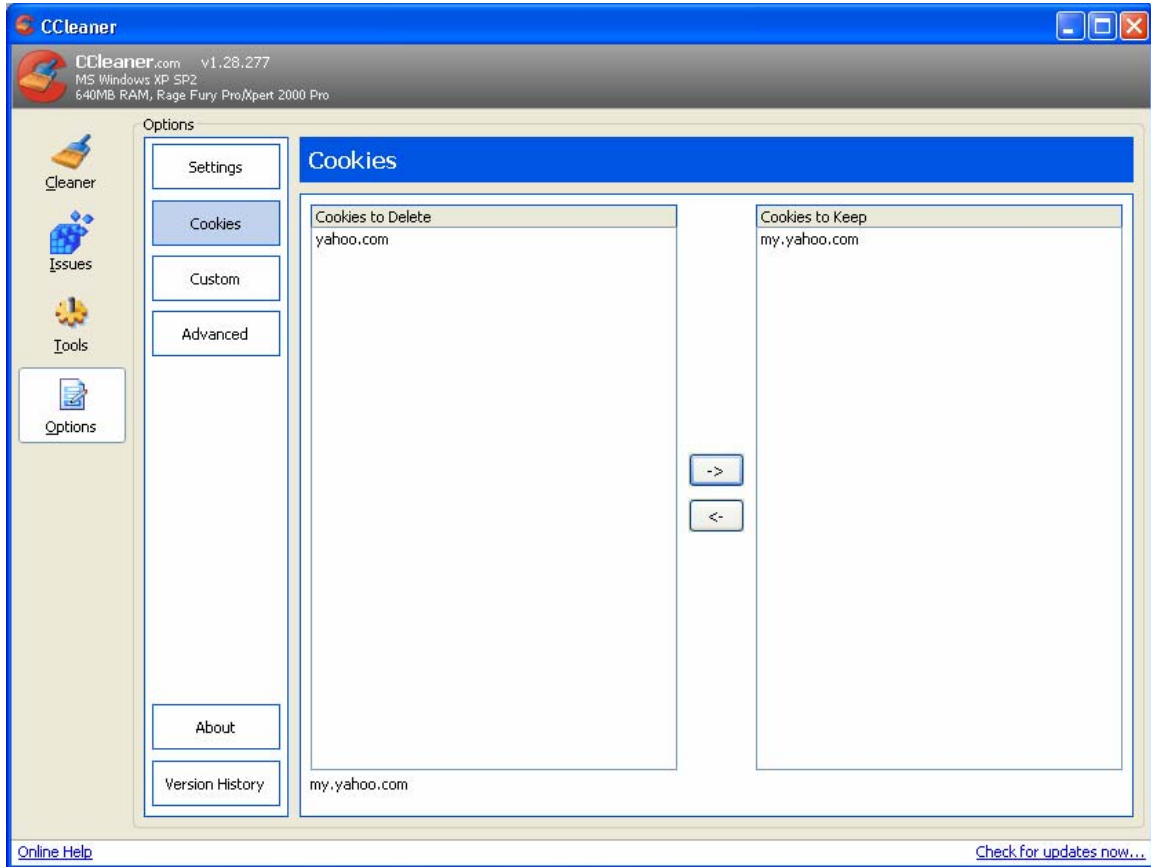 CCleaner
CCleaner.com v1.28.277
MS Windows XP SP2
640MB RAM, Rage Fury Pro/Xpert 2000 Pro
Cleaner
Issues
Tools
Options
Options
Settings
Cookies
Custom
Advanced
About
Version History
Cookies
Cookies to Delete
yahoo.com
->
<-
Cookies to Keep
my.yahoo.com
my.yahoo.com
Online Help
Check for updates now...